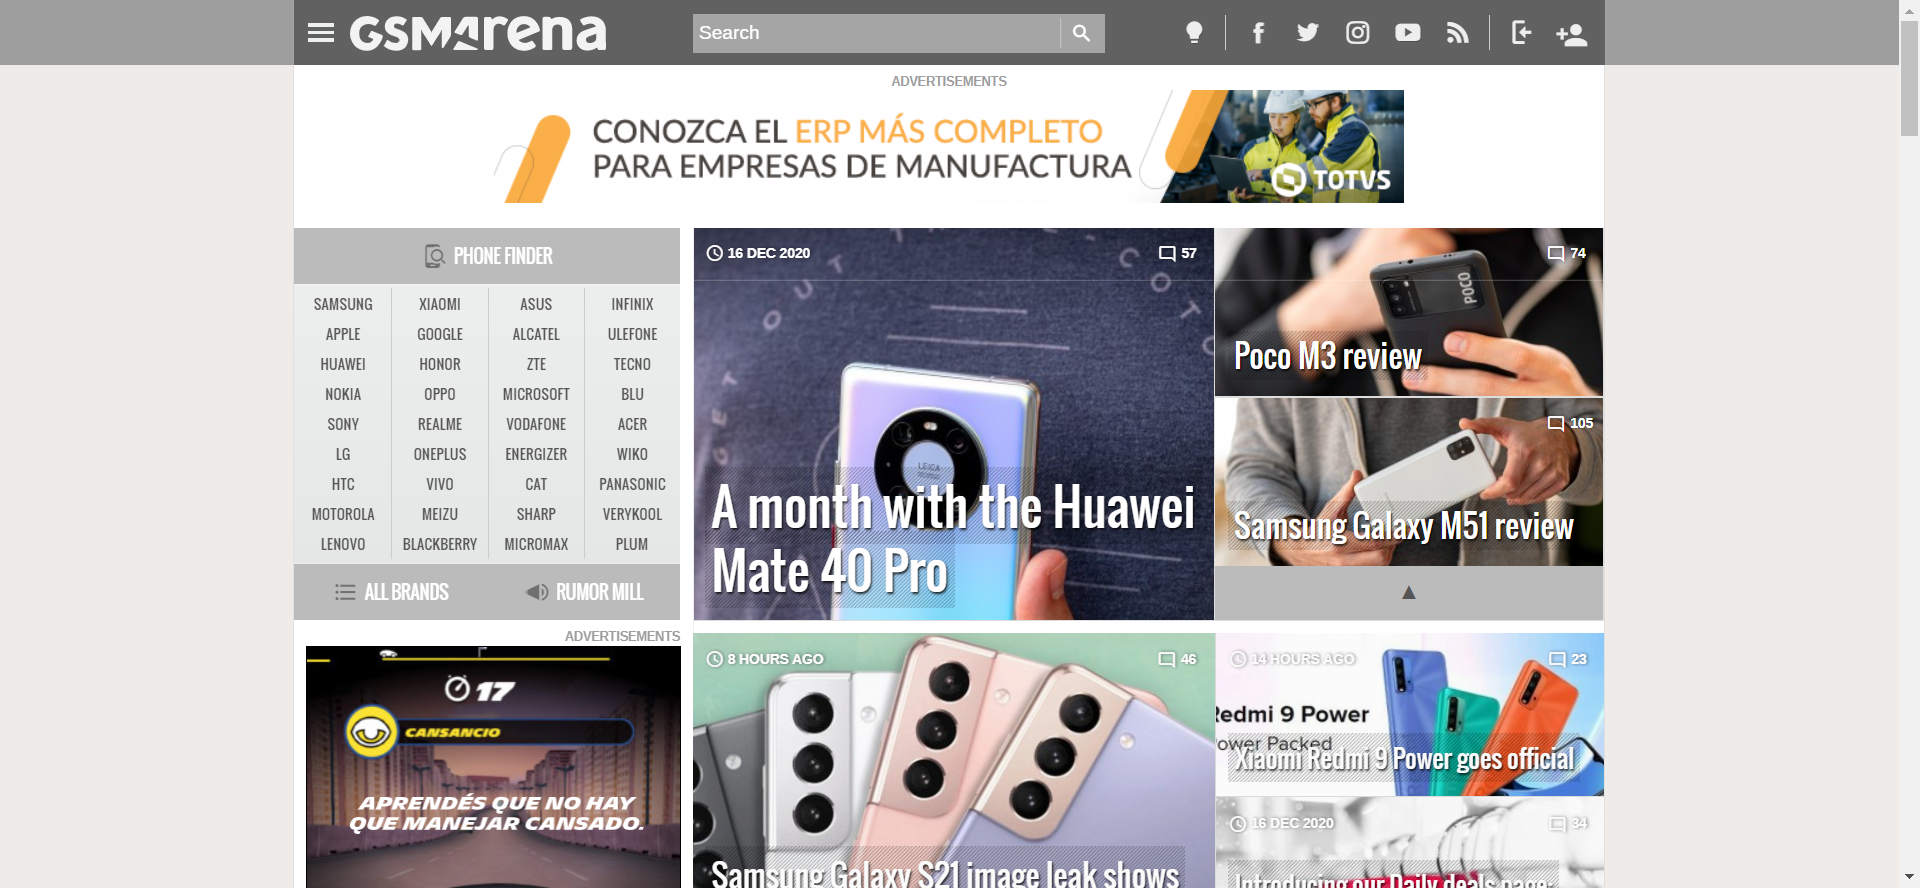 GSMArena
Search
ADVERTISEMENTS
CONOZCA EL ERP MÁS COMPLETO
PARA EMPRESAS DE MANUFACTURA
TOTVS
PHONE FINDER
SAMSUNG XIAOMI ASUS INFINIX
APPLE GOOGLE ALCATEL ULEFONE
HUAWEI HONOR ZTE TECNO
NOKIA OPPO MICROSOFT BLU
SONY REALME VODAFONE ACER
LG ONEPLUS ENERGIZER WIKO
HTC VIVO CAT PANASONIC
MOTOROLA MEIZU SHARP VERYKOOL
LENOVO BLACKBERRY MICROMAX PLUM
ALL BRANDS RUMOR MILL
16 DEC 2020 57
LEICA
A month with the Huawei
Mate 40 Pro
74
POCO
Poco M3 review
105
Samsung Galaxy M51 review
ADVERTISEMENTS
17
CANSANCIO
APRENDÉS QUE NO HAY
QUE MANEJAR CANSADO.
8 HOURS AGO 46
Samsung Galaxy S21 image leak shows
14 HOURS AGO 23
Redmi 9 Power
ower Packed
Xiaomi Redmi 9 Power goes official
16 DEC 2020 34
Introducing our Daily deals page: